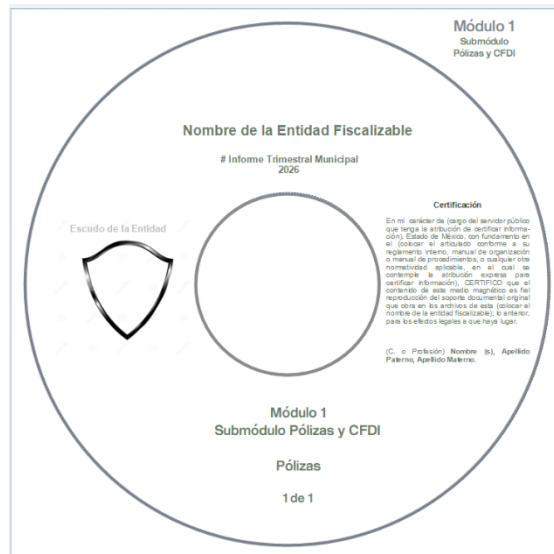 Módulo 1
Submódulo
Pólizas y CFDI
Nombre de la Entidad Fiscalizable
# Informe Trimestral Municipal
2026
Escudo de la Entidad
Certificación
En mi carácter de (cargo del servidor público
que tenga la atribución de certificar informa-
ción), Estado de México, con fundamento en
el (colocar el articulado conforme a su
reglamento interno, manual de organización
o manual de procedimientos, o cualquier otra
normatividad aplicable, en el cual se
contemple la atribución expresa para
certificar información), CERTIFICO que el
contenido de este medio magnético es fiel
reproducción del soporte documental original
que obra en los archivos de esta (colocar el
nombre de la entidad fiscalizable); lo anterior,
para los efectos legales a que haya lugar.
(C. o Profesión) Nombre (s), Apellido
Paterno, Apellido Materno.
Módulo 1
Submódulo Pólizas y CFDI
Pólizas
1 de 1